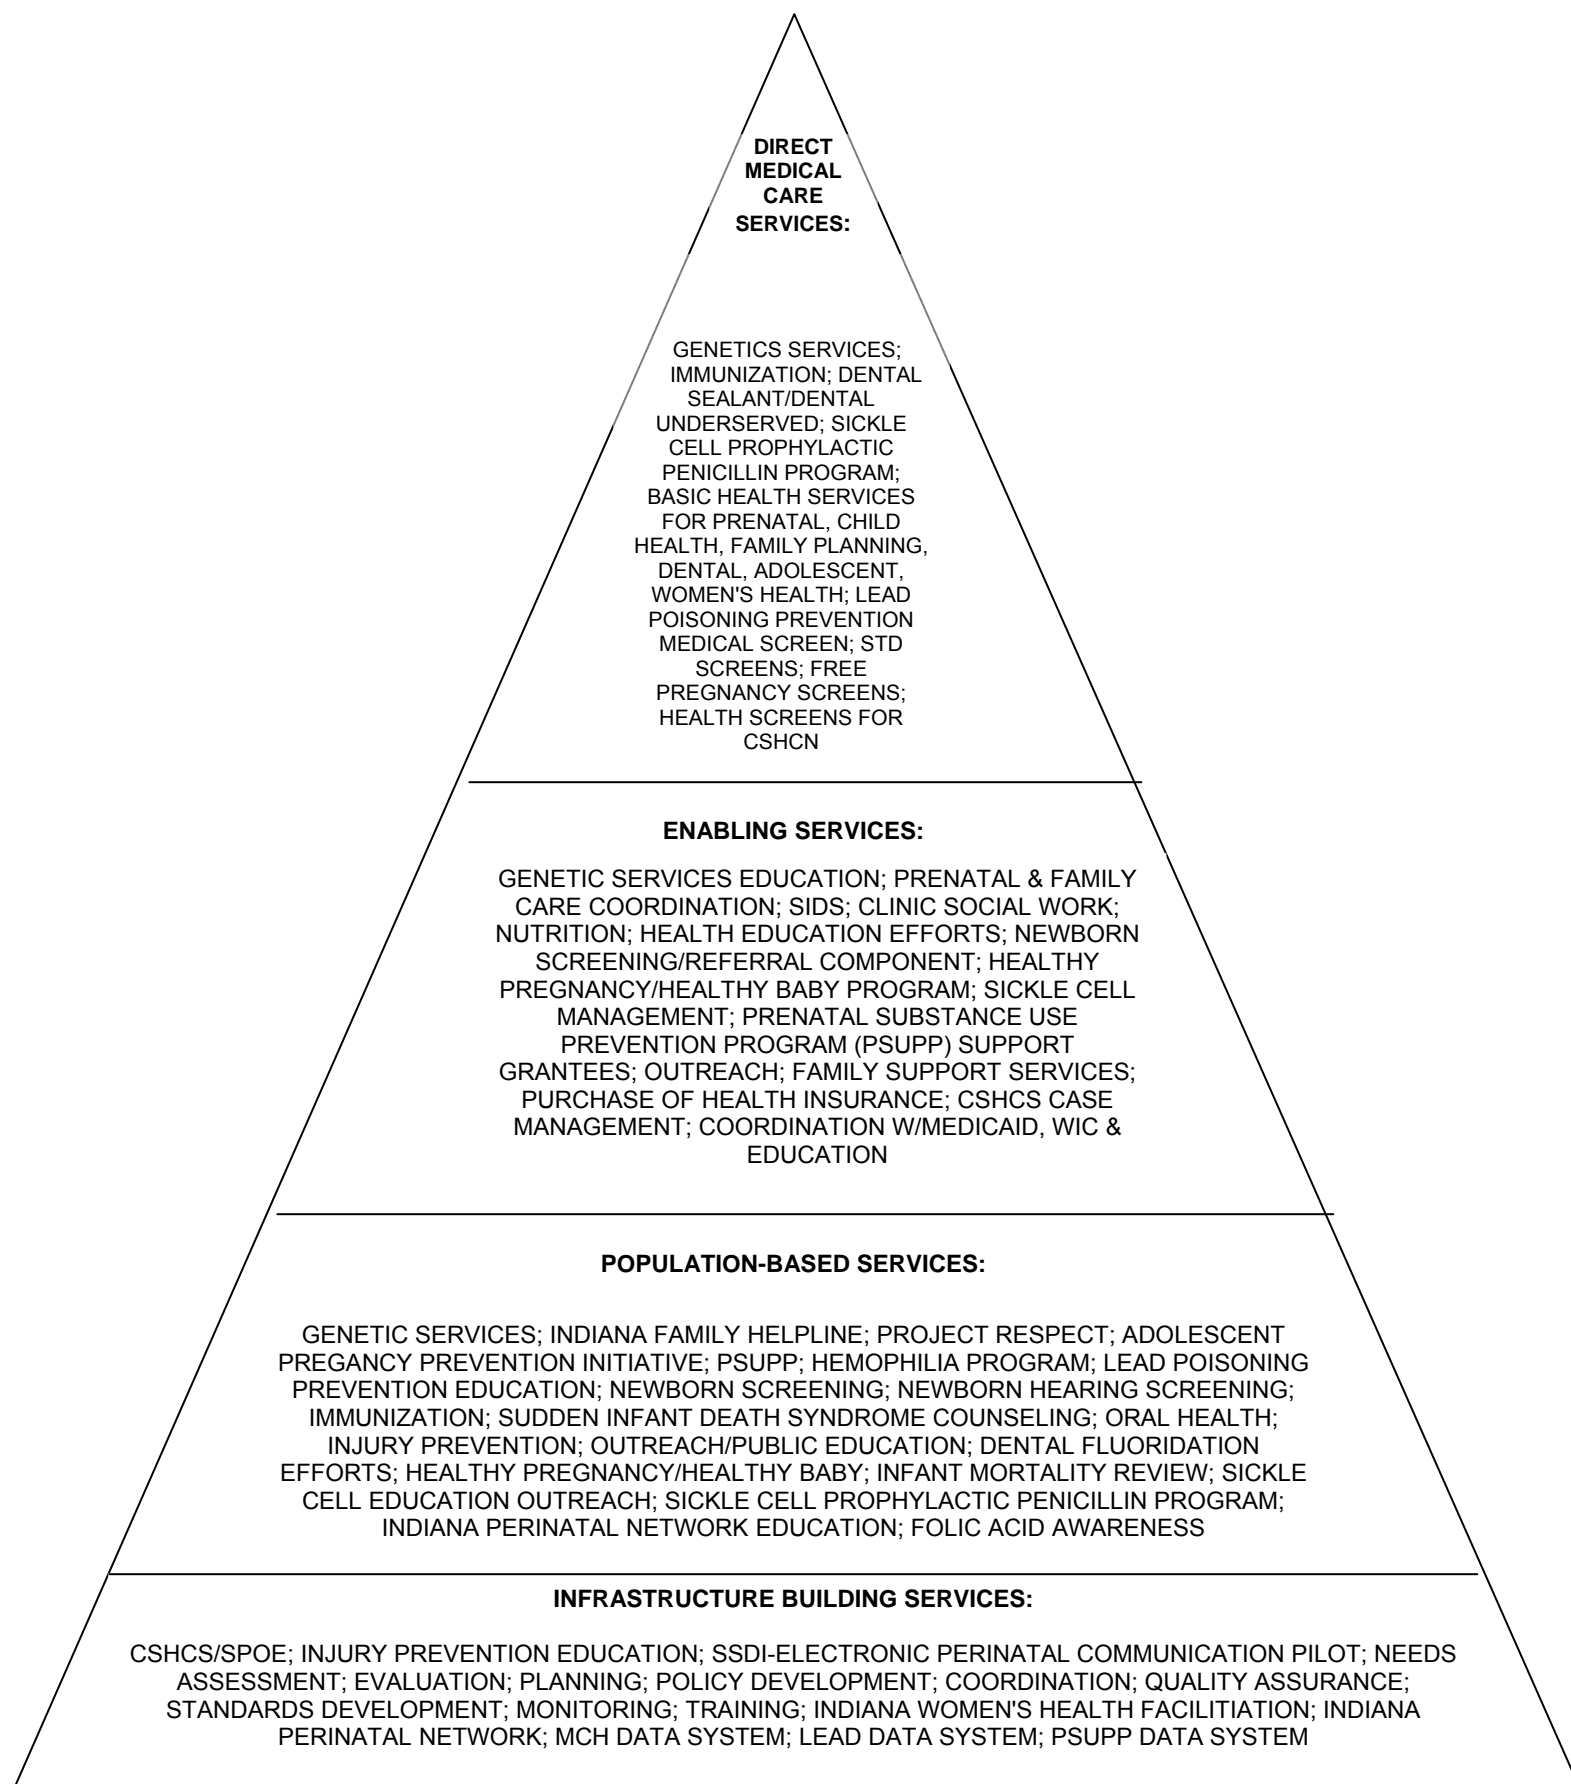 DIRECT
MEDICAL
CARE
SERVICES:
GENETICS SERVICES;
IMMUNIZATION; DENTAL
SEALANT/DENTAL
UNDERSERVED; SICKLE
CELL PROPHYLACTIC
PENICILLIN PROGRAM;
BASIC HEALTH SERVICES
FOR PRENATAL, CHILD
HEALTH, FAMILY PLANNING,
DENTAL, ADOLESCENT,
WOMEN'S HEALTH; LEAD
POISONING PREVENTION
MEDICAL SCREEN; STD
SCREENS; FREE
PREGNANCY SCREENS;
HEALTH SCREENS FOR
CSHCN
ENABLING SERVICES:
GENETIC SERVICES EDUCATION; PRENATAL & FAMILY
CARE COORDINATION; SIDS; CLINIC SOCIAL WORK;
NUTRITION; HEALTH EDUCATION EFFORTS; NEWBORN
SCREENING/REFERRAL COMPONENT; HEALTHY
PREGNANCY/HEALTHY BABY PROGRAM; SICKLE CELL
MANAGEMENT; PRENATAL SUBSTANCE USE
PREVENTION PROGRAM (PSUPP) SUPPORT
GRANTEES; OUTREACH; FAMILY SUPPORT SERVICES;
PURCHASE OF HEALTH INSURANCE; CSHCS CASE
MANAGEMENT; COORDINATION W/MEDICAID, WIC &
EDUCATION
POPULATION-BASED SERVICES:
GENETIC SERVICES; INDIANA FAMILY HELPLINE; PROJECT RESPECT; ADOLESCENT
PREGANCY PREVENTION INITIATIVE; PSUPP; HEMOPHILIA PROGRAM; LEAD POISONING
PREVENTION EDUCATION; NEWBORN SCREENING; NEWBORN HEARING SCREENING;
IMMUNIZATION; SUDDEN INFANT DEATH SYNDROME COUNSELING; ORAL HEALTH;
INJURY PREVENTION; OUTREACH/PUBLIC EDUCATION; DENTAL FLUORIDATION
EFFORTS; HEALTHY PREGNANCY/HEALTHY BABY; INFANT MORTALITY REVIEW; SICKLE
CELL EDUCATION OUTREACH; SICKLE CELL PROPHYLACTIC PENICILLIN PROGRAM;
INDIANA PERINATAL NETWORK EDUCATION; FOLIC ACID AWARENESS
INFRASTRUCTURE BUILDING SERVICES:
CSHCS/SPOE; INJURY PREVENTION EDUCATION; SSDI-ELECTRONIC PERINATAL COMMUNICATION PILOT; NEEDS
ASSESSMENT; EVALUATION; PLANNING; POLICY DEVELOPMENT; COORDINATION; QUALITY ASSURANCE;
STANDARDS DEVELOPMENT; MONITORING; TRAINING; INDIANA WOMEN'S HEALTH FACILITIATION; INDIANA
PERINATAL NETWORK; MCH DATA SYSTEM; LEAD DATA SYSTEM; PSUPP DATA SYSTEM